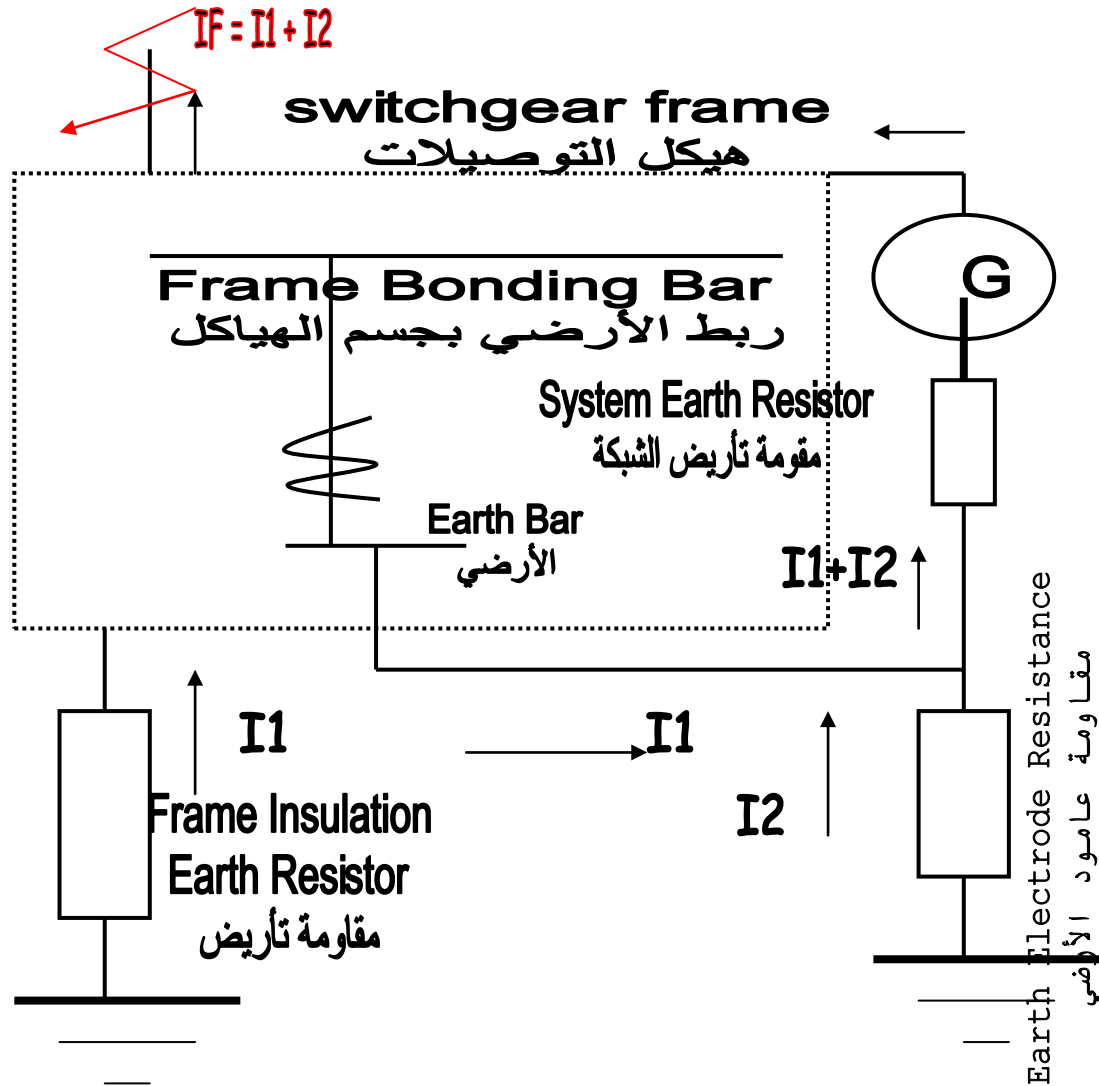 IF = I1 + I2
switchgear frame
هيكل التوصيلات
G
Frame Bonding Bar
ربط الأرضي بجسم الهياكل
System Earth Resistor
مقومة تأريض الشبكة
Earth Bar
الأرضي
I1+I2
I1
I1
I2
Frame Insulation
Earth Resistor
مقاومة تأريض
Earth Electrode Resistance
مقاومة عامود الأرضي